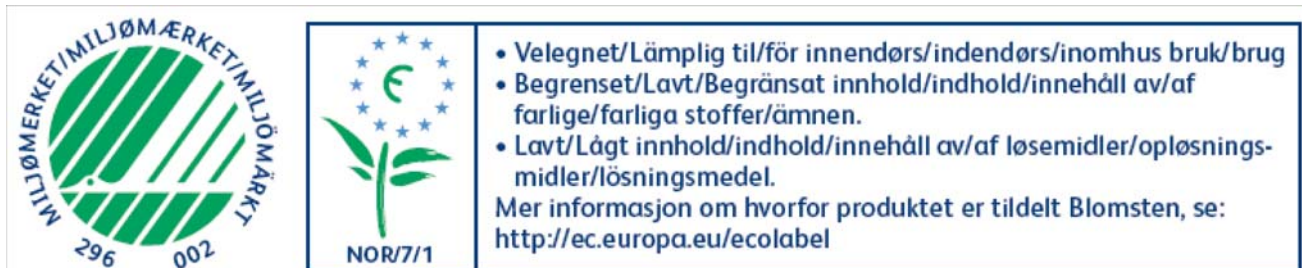 MILJØMERKET/MILJØMÆRKET/MILJÖMÄRKT
296 002
NOR/7/1
• Velegnet/Lämplig til/för innendørs/indendørs/inomhus bruk/brug
• Begrenset/Lavt/Begränsat innhold/indhold/innehåll av/af
farlige/farliga stoffer/ämnen.
• Lavt/Lågt innhold/indhold/innehåll av/af løsemidler/opløsnings-
midler/lösningsmedel.
Mer informasjon om hvorfor produktet er tildelt Blomsten, se:
http://ec.europa.eu/ecolabel